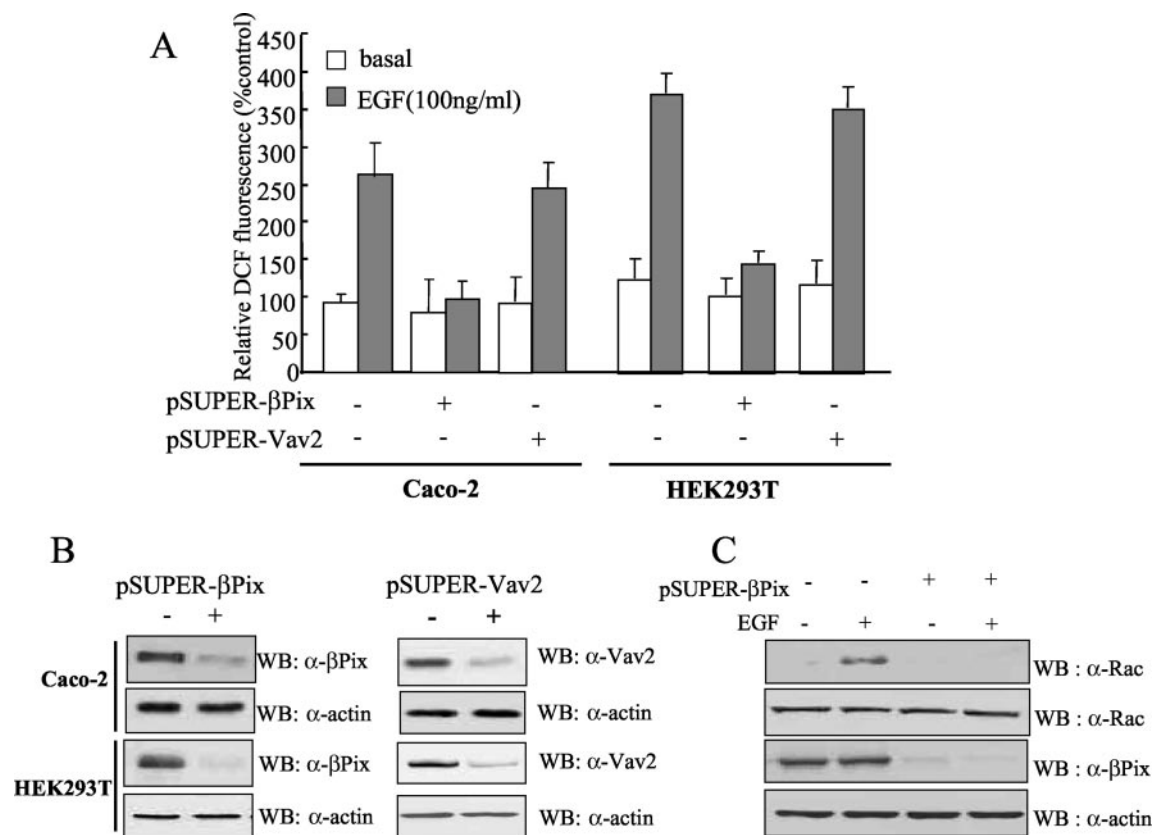 A
Relative DCF fluorescence (%control)
450
400
350
300
250
200
150
100
50
0
basal
EGF(100ng/ml)
pSUPER-βPix - + - - + -
pSUPER-Vav2 - - + - - +
Caco-2 HEK293T
B
pSUPER-βPix pSUPER-Vav2
- + - +
Caco-2
WB: α-βPix WB: α-Vav2
WB: α-actin WB: α-actin
HEK293T
WB: α-βPix WB: α-Vav2
WB: α-actin WB: α-actin
C
pSUPER-βPix - - + +
EGF - + - +
WB : α-Rac
WB : α-Rac
WB : α-βPix
WB : α-actin